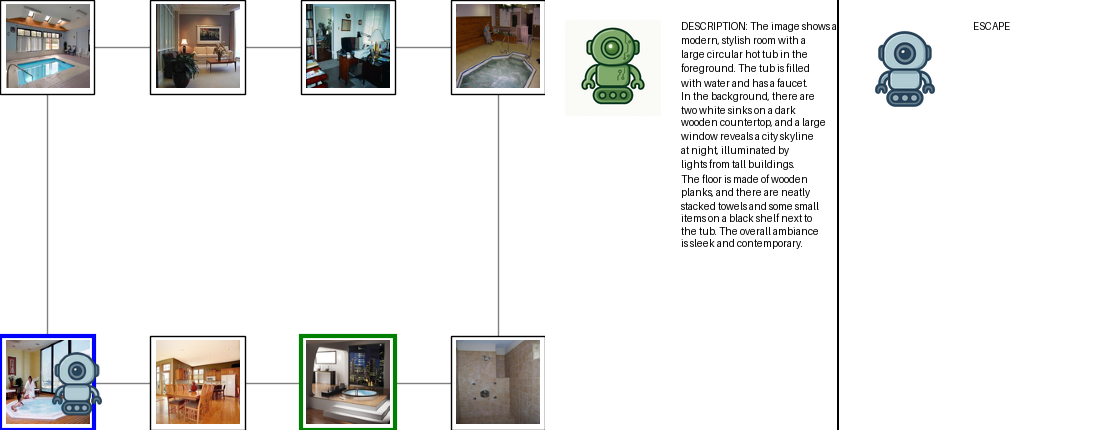 DESCRIPTION: The image shows a
modern, stylish room with a
large circular hot tub in the
foreground. The tub is filled
with water and has a faucet.
In the background, there are
two white sinks on a dark
wooden countertop, and a large
window reveals a city skyline
at night, illuminated by
lights from tall buildings.
The floor is made of wooden
planks, and there are neatly
stacked towels and some small
items on a black shelf next to
the tub. The overall ambiance
is sleek and contemporary.
ESCAPE